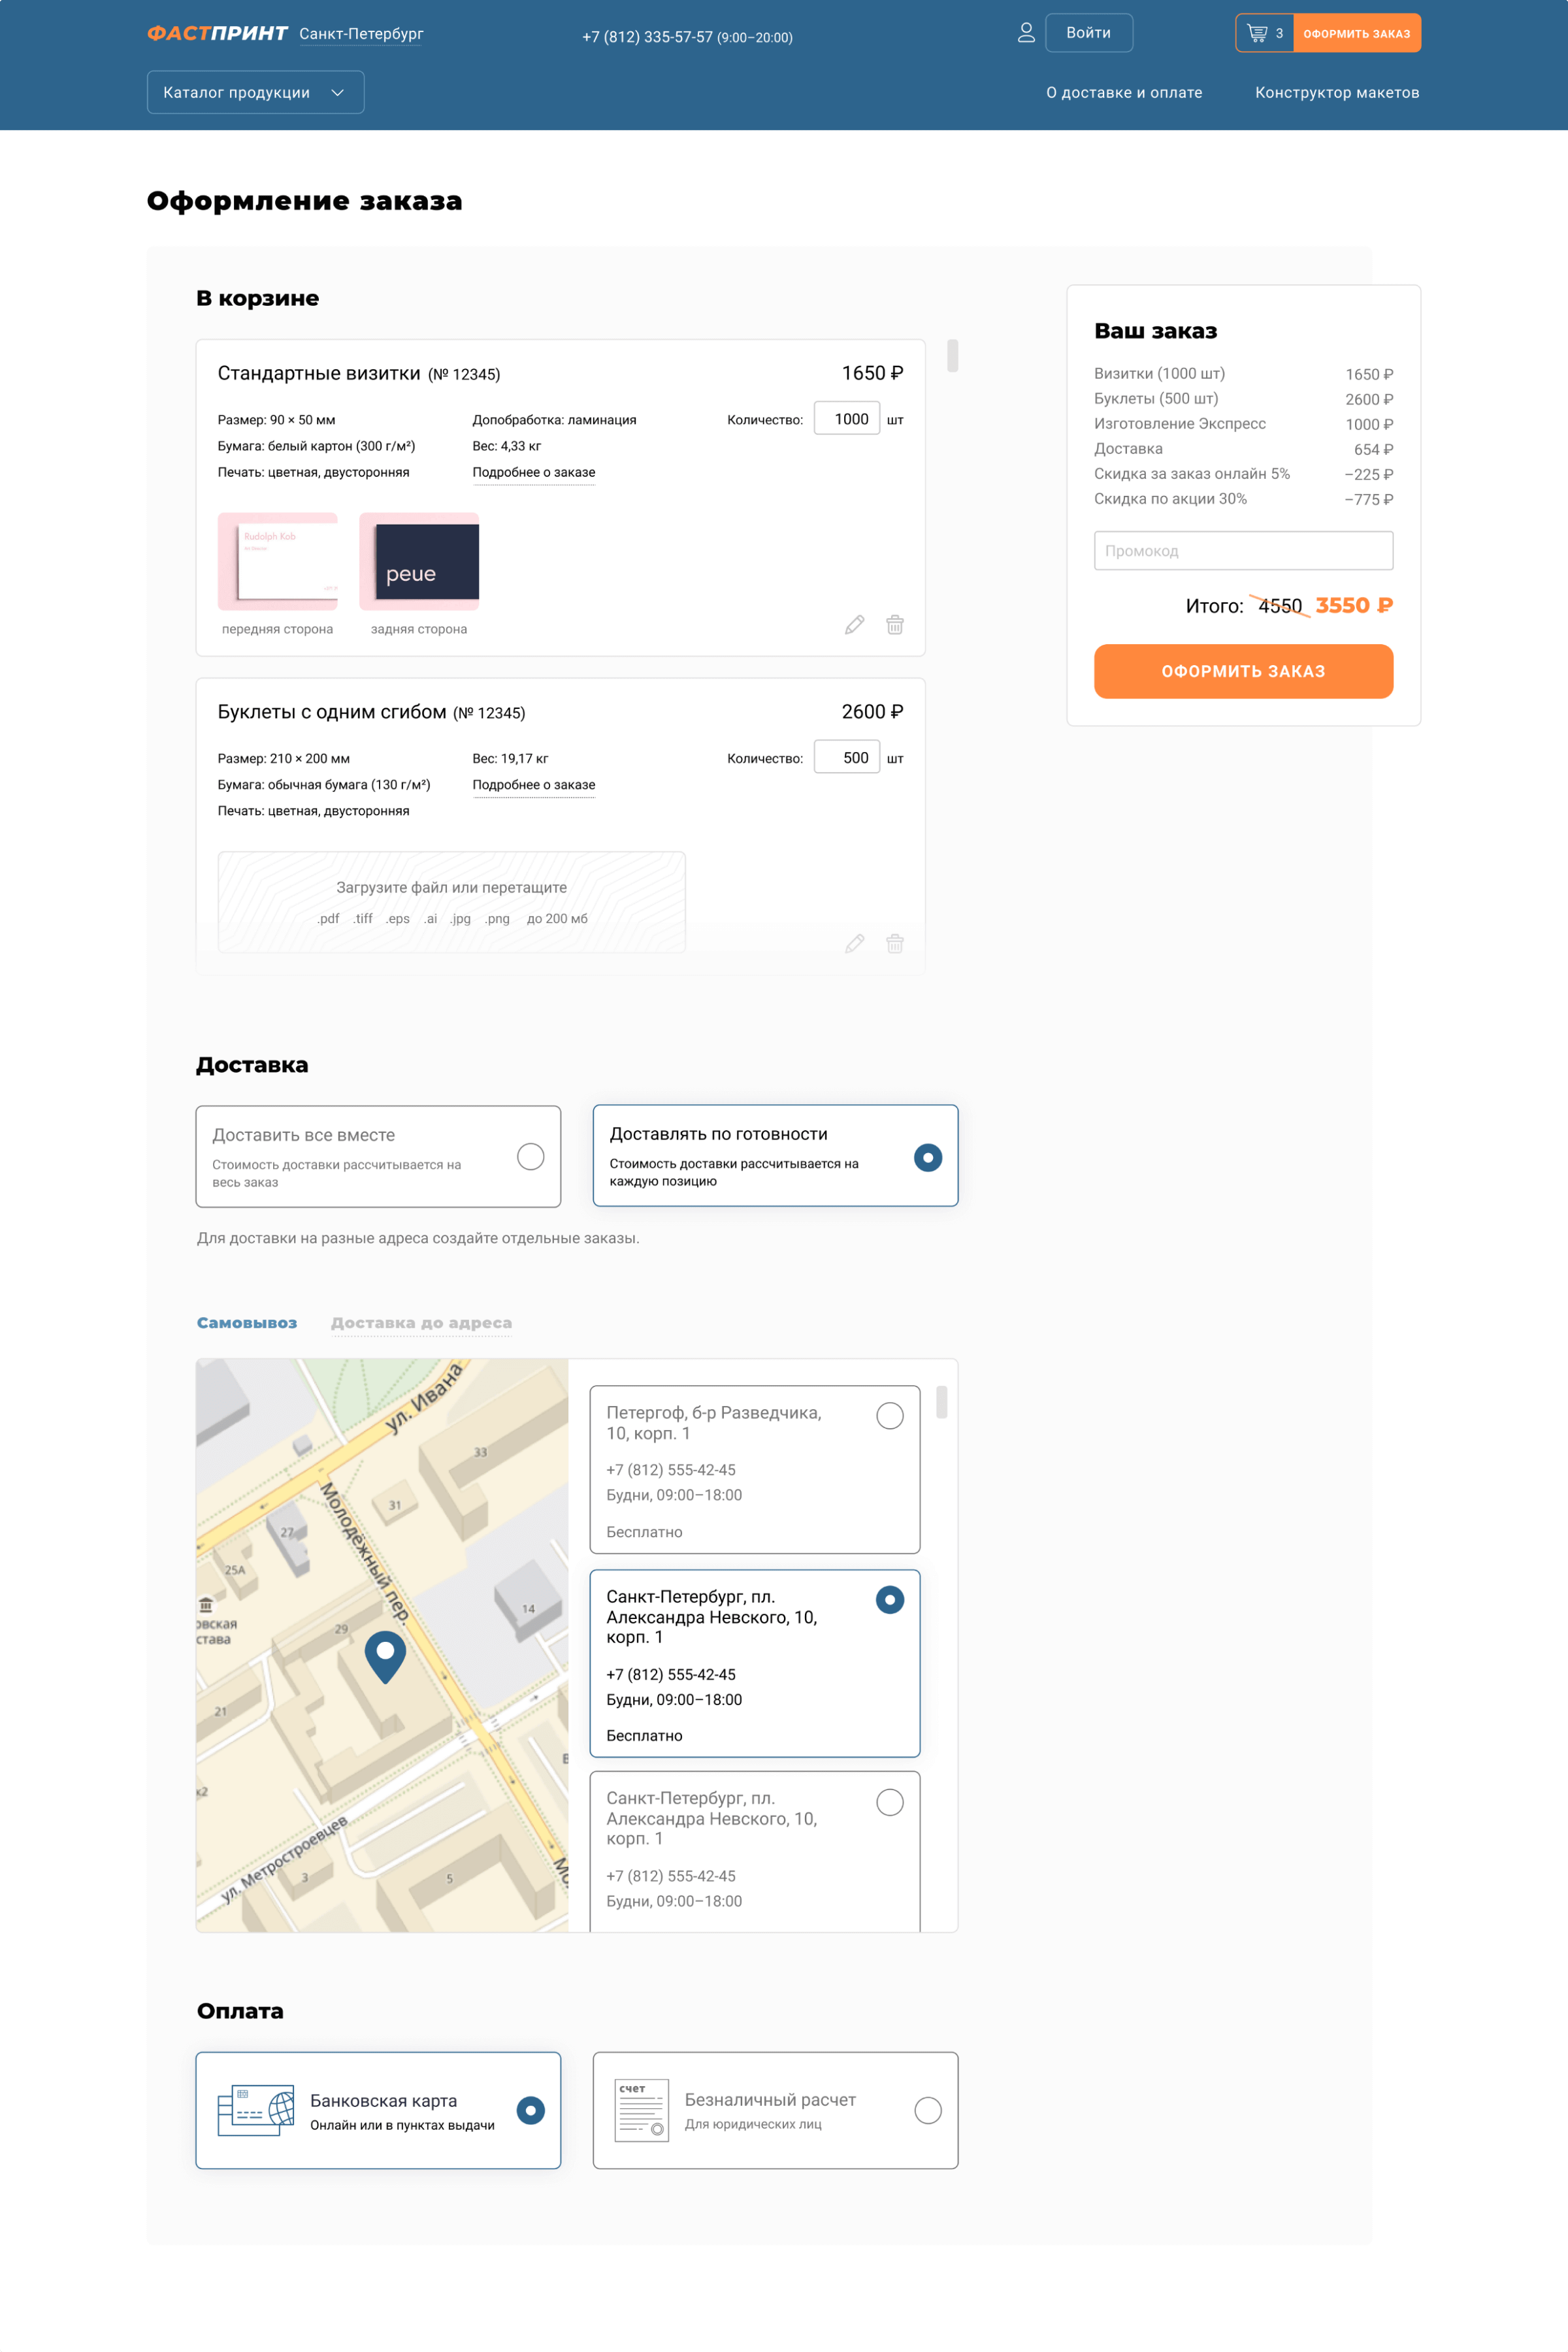 ФАСТПРИНТ Санкт-Петербург +7 (812) 335-57-57 (9:00–20:00) Войти 3 ОФОРМИТЬ ЗАКАЗ
Каталог продукции О доставке и оплате Конструктор макетов
Оформление заказа
В корзине
Стандартные визитки (№ 12345) 1650 ₽
Размер: 90 × 50 мм Допобработка: ламинация Количество: 1000 шт
Бумага: белый картон (300 г/м²) Вес: 4,33 кг
Печать: цветная, двусторонняя Подробнее о заказе
Rudolph Kob
peue
передняя сторона задняя сторона
Буклеты с одним сгибом (№ 12345) 2600 ₽
Размер: 210 × 200 мм Вес: 19,17 кг Количество: 500 шт
Бумага: обычная бумага (130 г/м²) Подробнее о заказе
Печать: цветная, двусторонняя
Загрузите файл или перетащите
.pdf .tiff .eps .ai .jpg .png до 200 мб
Ваш заказ
Визитки (1000 шт) 1650 ₽
Буклеты (500 шт) 2600 ₽
Изготовление Экспресс 1000 ₽
Доставка 654 ₽
Скидка за заказ онлайн 5% –225 ₽
Скидка по акции 30% –775 ₽
Промокод
Итого: 4550 3550 ₽
ОФОРМИТЬ ЗАКАЗ
Доставка
Доставить все вместе
Стоимость доставки рассчитывается на
весь заказ
Доставлять по готовности
Стоимость доставки рассчитывается на
каждую позицию
Для доставки на разные адреса создайте отдельные заказы.
Самовывоз Доставка до адреса
ул. Ивана
33
Молодёжный пер.
31
27
25А
14
овская
става
29
21
к2
ул. Метростроевцев
3
5
Мо
Петергоф, б-р Разведчика,
10, корп. 1
+7 (812) 555-42-45
Будни, 09:00–18:00
Бесплатно
Санкт-Петербург, пл.
Александра Невского, 10,
корп. 1
+7 (812) 555-42-45
Будни, 09:00–18:00
Бесплатно
Санкт-Петербург, пл.
Александра Невского, 10,
корп. 1
+7 (812) 555-42-45
Будни, 09:00–18:00
Оплата
Банковская карта
Онлайн или в пунктах выдачи
счет
Безналичный расчет
Для юридических лиц